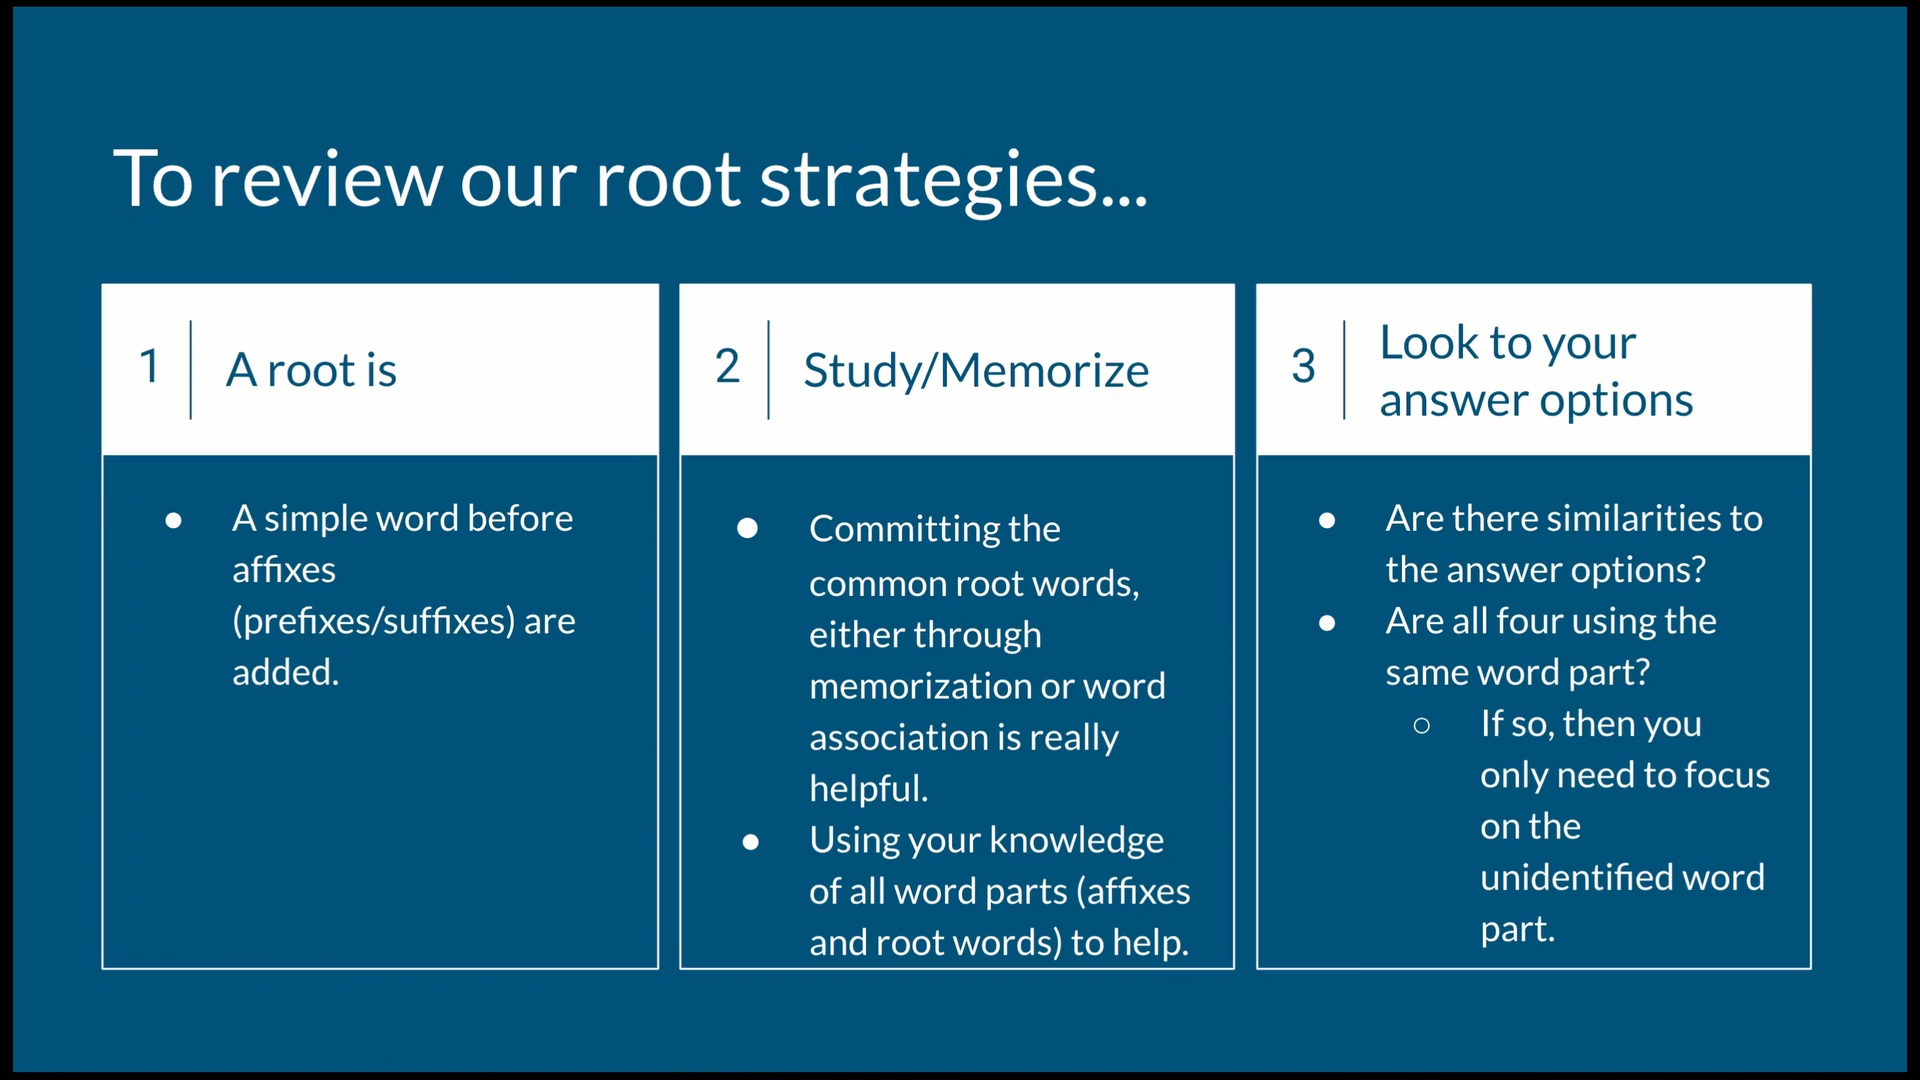 To review our root strategies...
1
A root is
● A simple word before
affixes
(prefixes/suffixes) are
added.
2
Study/Memorize
● Committing the
common root words,
either through
memorization or word
association is really
helpful.
● Using your knowledge
of all word parts (affixes
and root words) to help.
3
Look to your
answer options
● Are there similarities to
the answer options?
● Are all four using the
same word part?
○ If so, then you
only need to focus
on the
unidentified word
part.